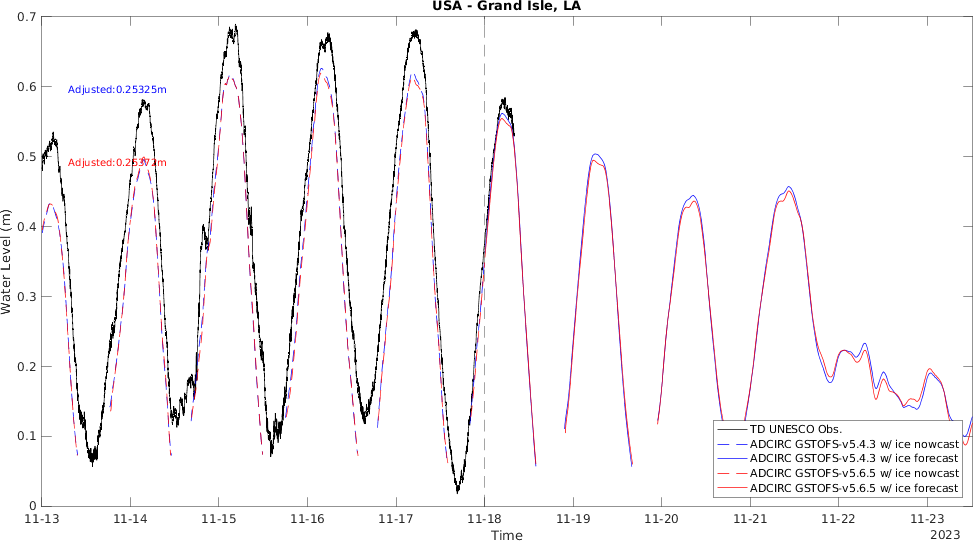 USA - Grand Isle, LA
0.7
0.6
0.5
0.4
0.3
0.2
0.1
0
Water Level (m)
Adjusted:0.25325m
Adjusted:0.25372m
TD UNESCO Obs.
ADCIRC GSTOFS-v5.4.3 w/ ice nowcast
ADCIRC GSTOFS-v5.4.3 w/ ice forecast
ADCIRC GSTOFS-v5.6.5 w/ ice nowcast
ADCIRC GSTOFS-v5.6.5 w/ ice forecast
11-13 11-14 11-15 11-16 11-17 11-18 11-19 11-20 11-21 11-22 11-23
2023
Time